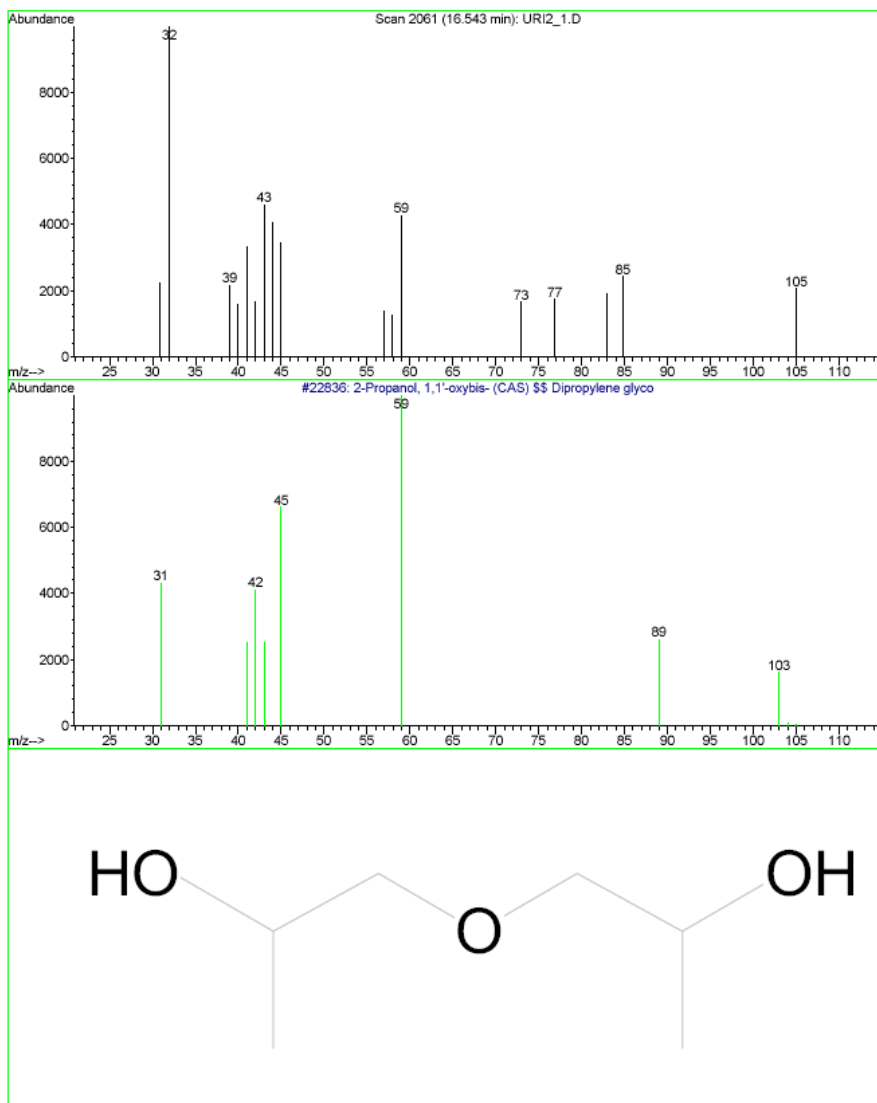 Abundance
Scan 2061 (16.543 min): URI2_1.D
32
8000
6000
43
59
4000
39
85
105
2000
73
77
0
25 30 35 40 45 50 55 60 65 70 75 80 85 90 95 100 105 110
m/z-->
Abundance
#22836: 2-Propanol, 1,1'-oxybis- (CAS) $$ Dipropylene glyco
59
8000
45
6000
31
42
4000
89
2000
103
0
25 30 35 40 45 50 55 60 65 70 75 80 85 90 95 100 105 110
m/z-->
HO
OH
O